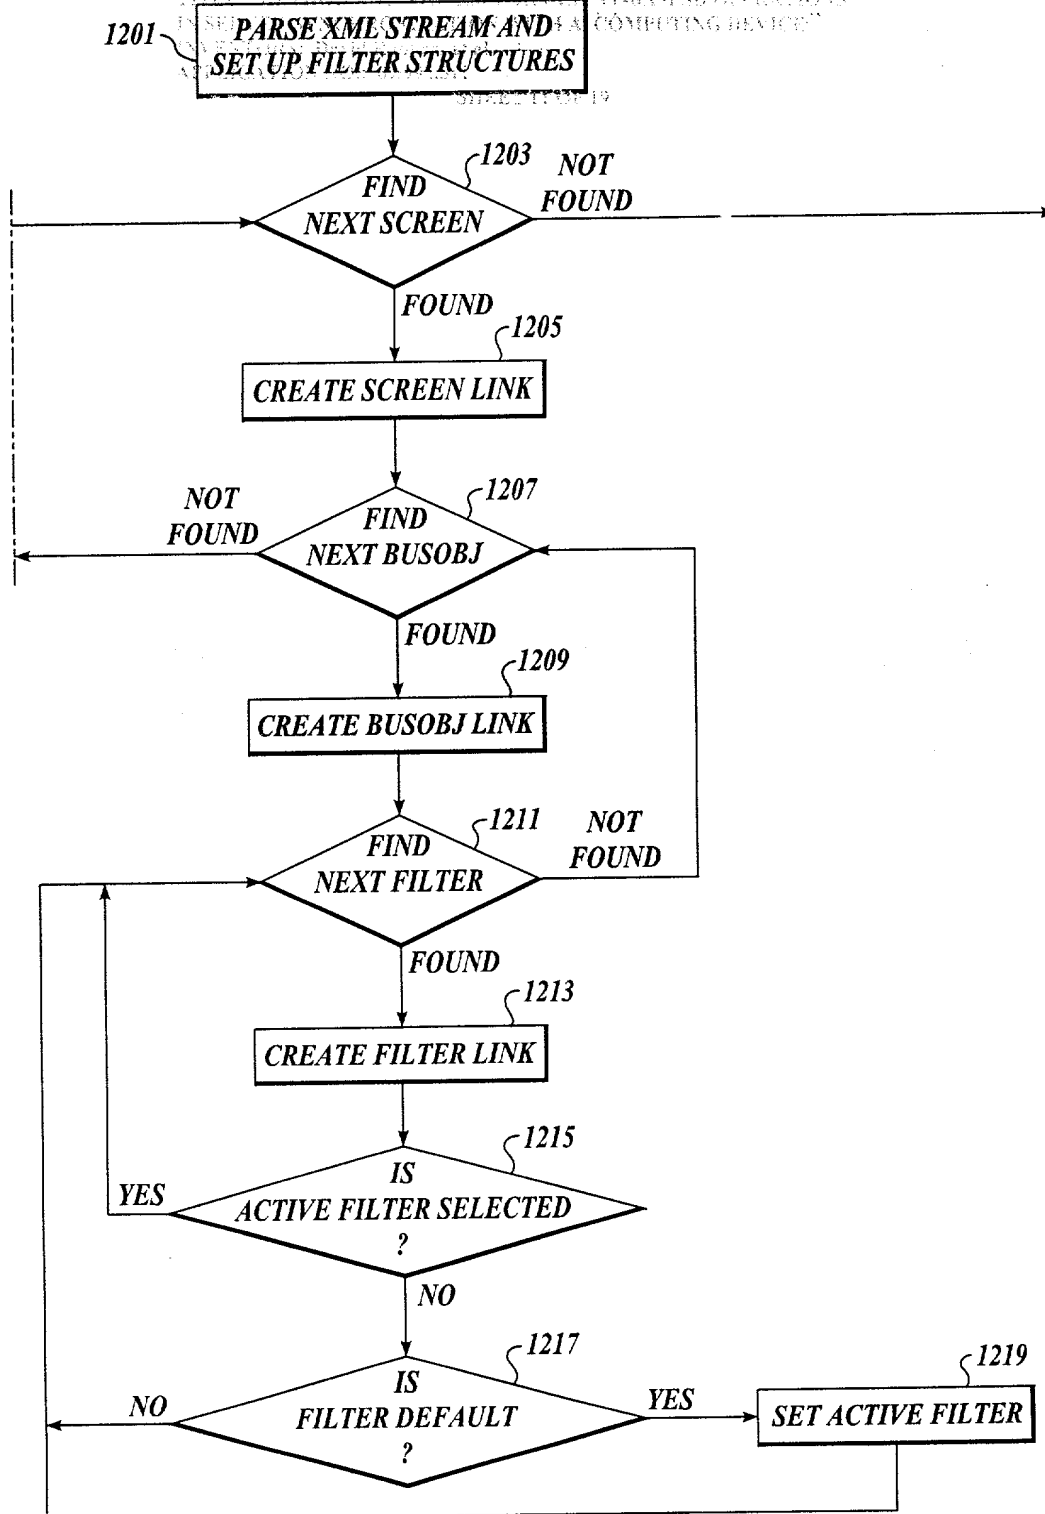 1201
PARSE XML STREAM AND
SET UP FILTER STRUCTURES
COMPUTING DEVICE"
1203
FIND
NEXT SCREEN
NOT
FOUND
FOUND
1205
CREATE SCREEN LINK
1207
NOT
FOUND
FIND
NEXT BUSOBJ
FOUND
1209
CREATE BUSOBJ LINK
1211
FIND
NEXT FILTER
NOT
FOUND
FOUND
1213
CREATE FILTER LINK
1215
IS
ACTIVE FILTER SELECTED
?
YES
NO
1217
IS
FILTER DEFAULT
?
NO
YES
1219
SET ACTIVE FILTER